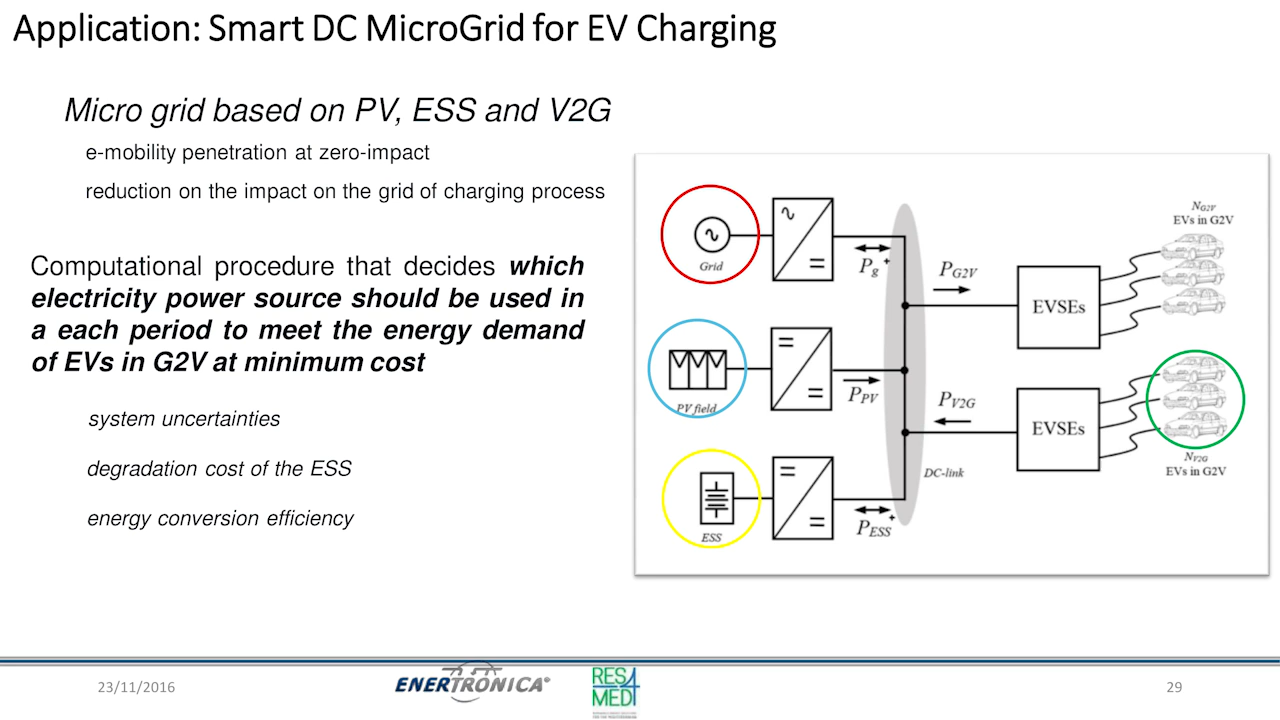 Application: Smart DC MicroGrid for EV Charging
Micro grid based on PV, ESS and V2G
e-mobility penetration at zero-impact
reduction on the impact on the grid of charging process
Computational procedure that decides which
electricity power source should be used in
a each period to meet the energy demand
of EVs in G2V at minimum cost
system uncertainties
degradation cost of the ESS
energy conversion efficiency
Grid
Pg+
PV field
PPV
ESS
PESS+
DC-link
PG2V
EVSEs
NG2V
EVs in G2V
PV2G
EVSEs
NV2G
EVs in G2V
23/11/2016
ENERTRONICA®
RES4
MED
29